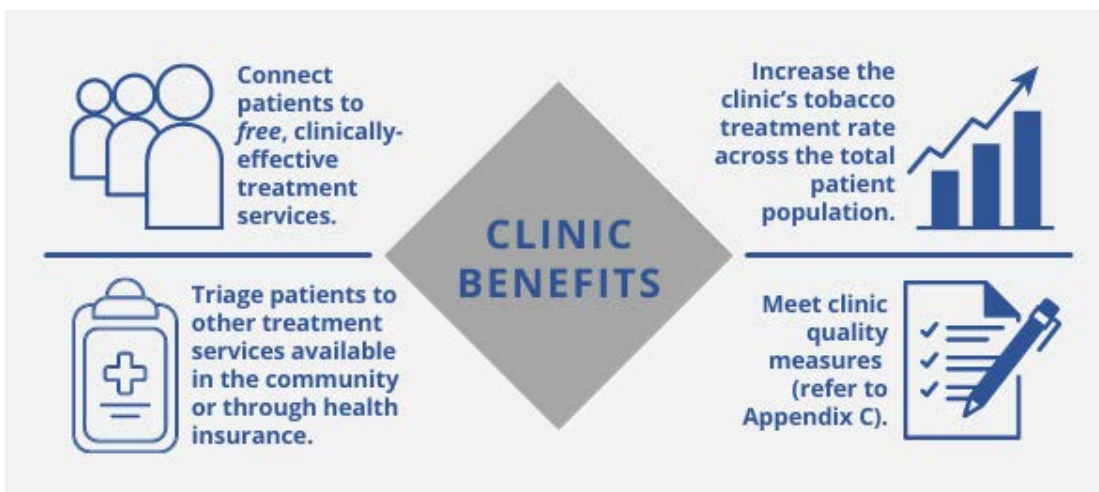 Connect
patients to
free, clinically-
effective
treatment
services.
Increase the
clinic's tobacco
treatment rate
across the total
patient
population.
CLINIC
BENEFITS
Triage patients to
other treatment
services available
in the community
or through health
insurance.
Meet clinic
quality
measures
(refer to
Appendix C).